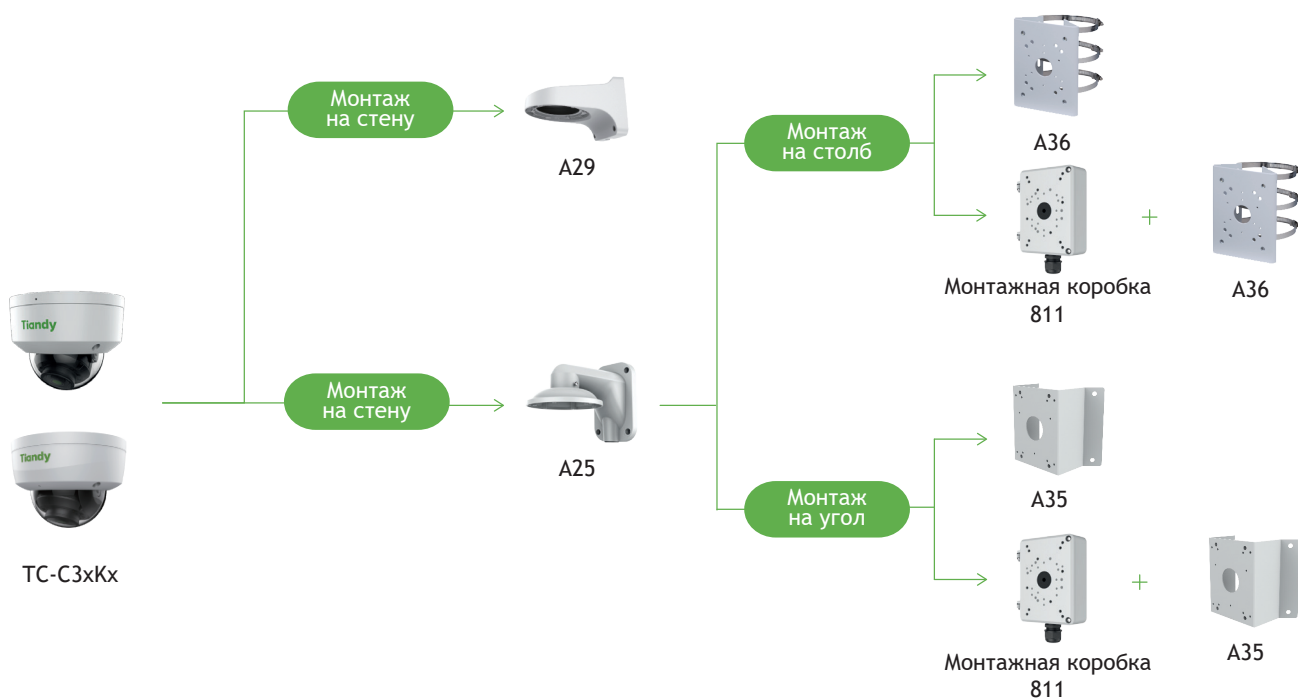 Монтаж
на стену
A29
Монтаж
на столб
A36
Монтажная коробка
811
+
A36
Tiandy
Tiandy
TC-C3xKx
Монтаж
на стену
A25
Монтаж
на угол
A35
Монтажная коробка
811
+
A35